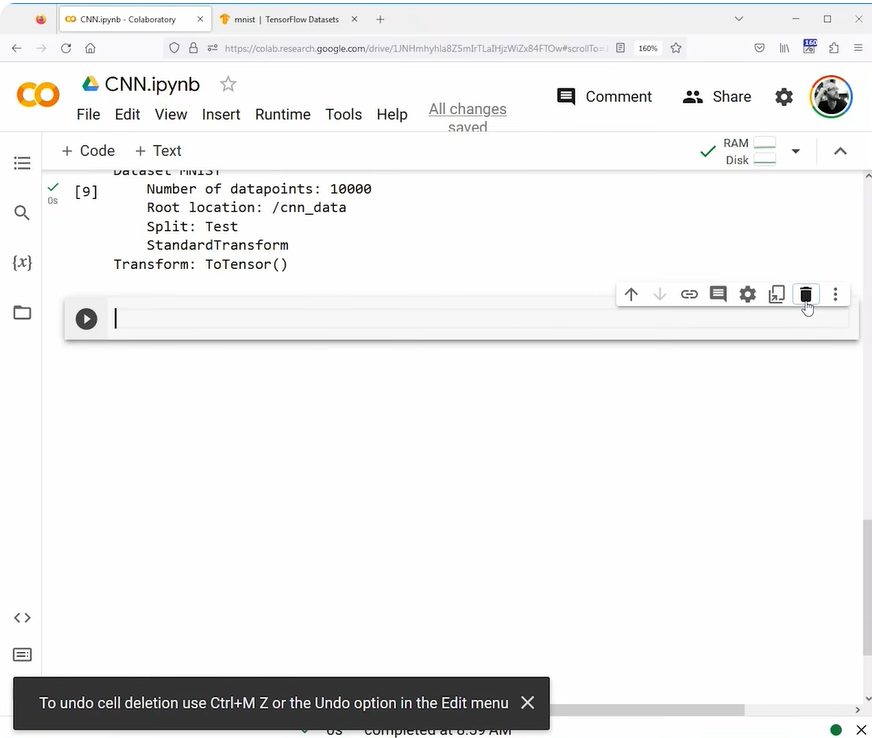 CNN.ipynb - Colaboratory
mnist | TensorFlow Datasets
https://colab.research.google.com/drive/1JNHmhyhla8Z5mIrTLaIHjzWiZx84FTOw#scrollTo=
160%
160
CNN.ipynb
File Edit View Insert Runtime Tools Help
All changes
saved
Comment
Share
+ Code + Text
RAM
Disk
Dataset MNIST
[9]
0s
Number of datapoints: 10000
Root location: /cnn_data
Split: Test
StandardTransform
Transform: ToTensor()
{x}
To undo cell deletion use Ctrl+M Z or the Undo option in the Edit menu
0s completed at 8:59 AM